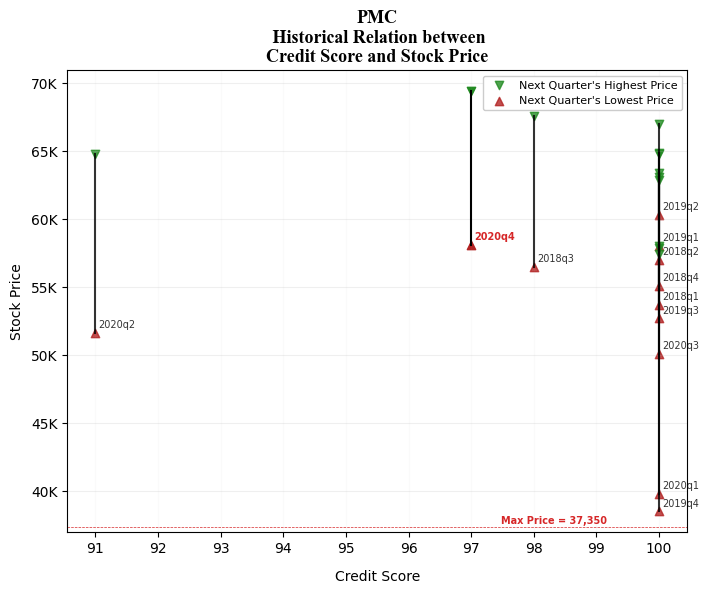 PMC
Historical Relation between
Credit Score and Stock Price
Next Quarter's Highest Price
Next Quarter's Lowest Price
70K
65K
60K
55K
50K
45K
40K
Stock Price
2020q2
2020q4
2018q3
2019q2
2019q1
2018q2
2018q4
2018q1
2019q3
2020q3
2020q1
2019q4
Max Price = 37,350
91 92 93 94 95 96 97 98 99 100
Credit Score